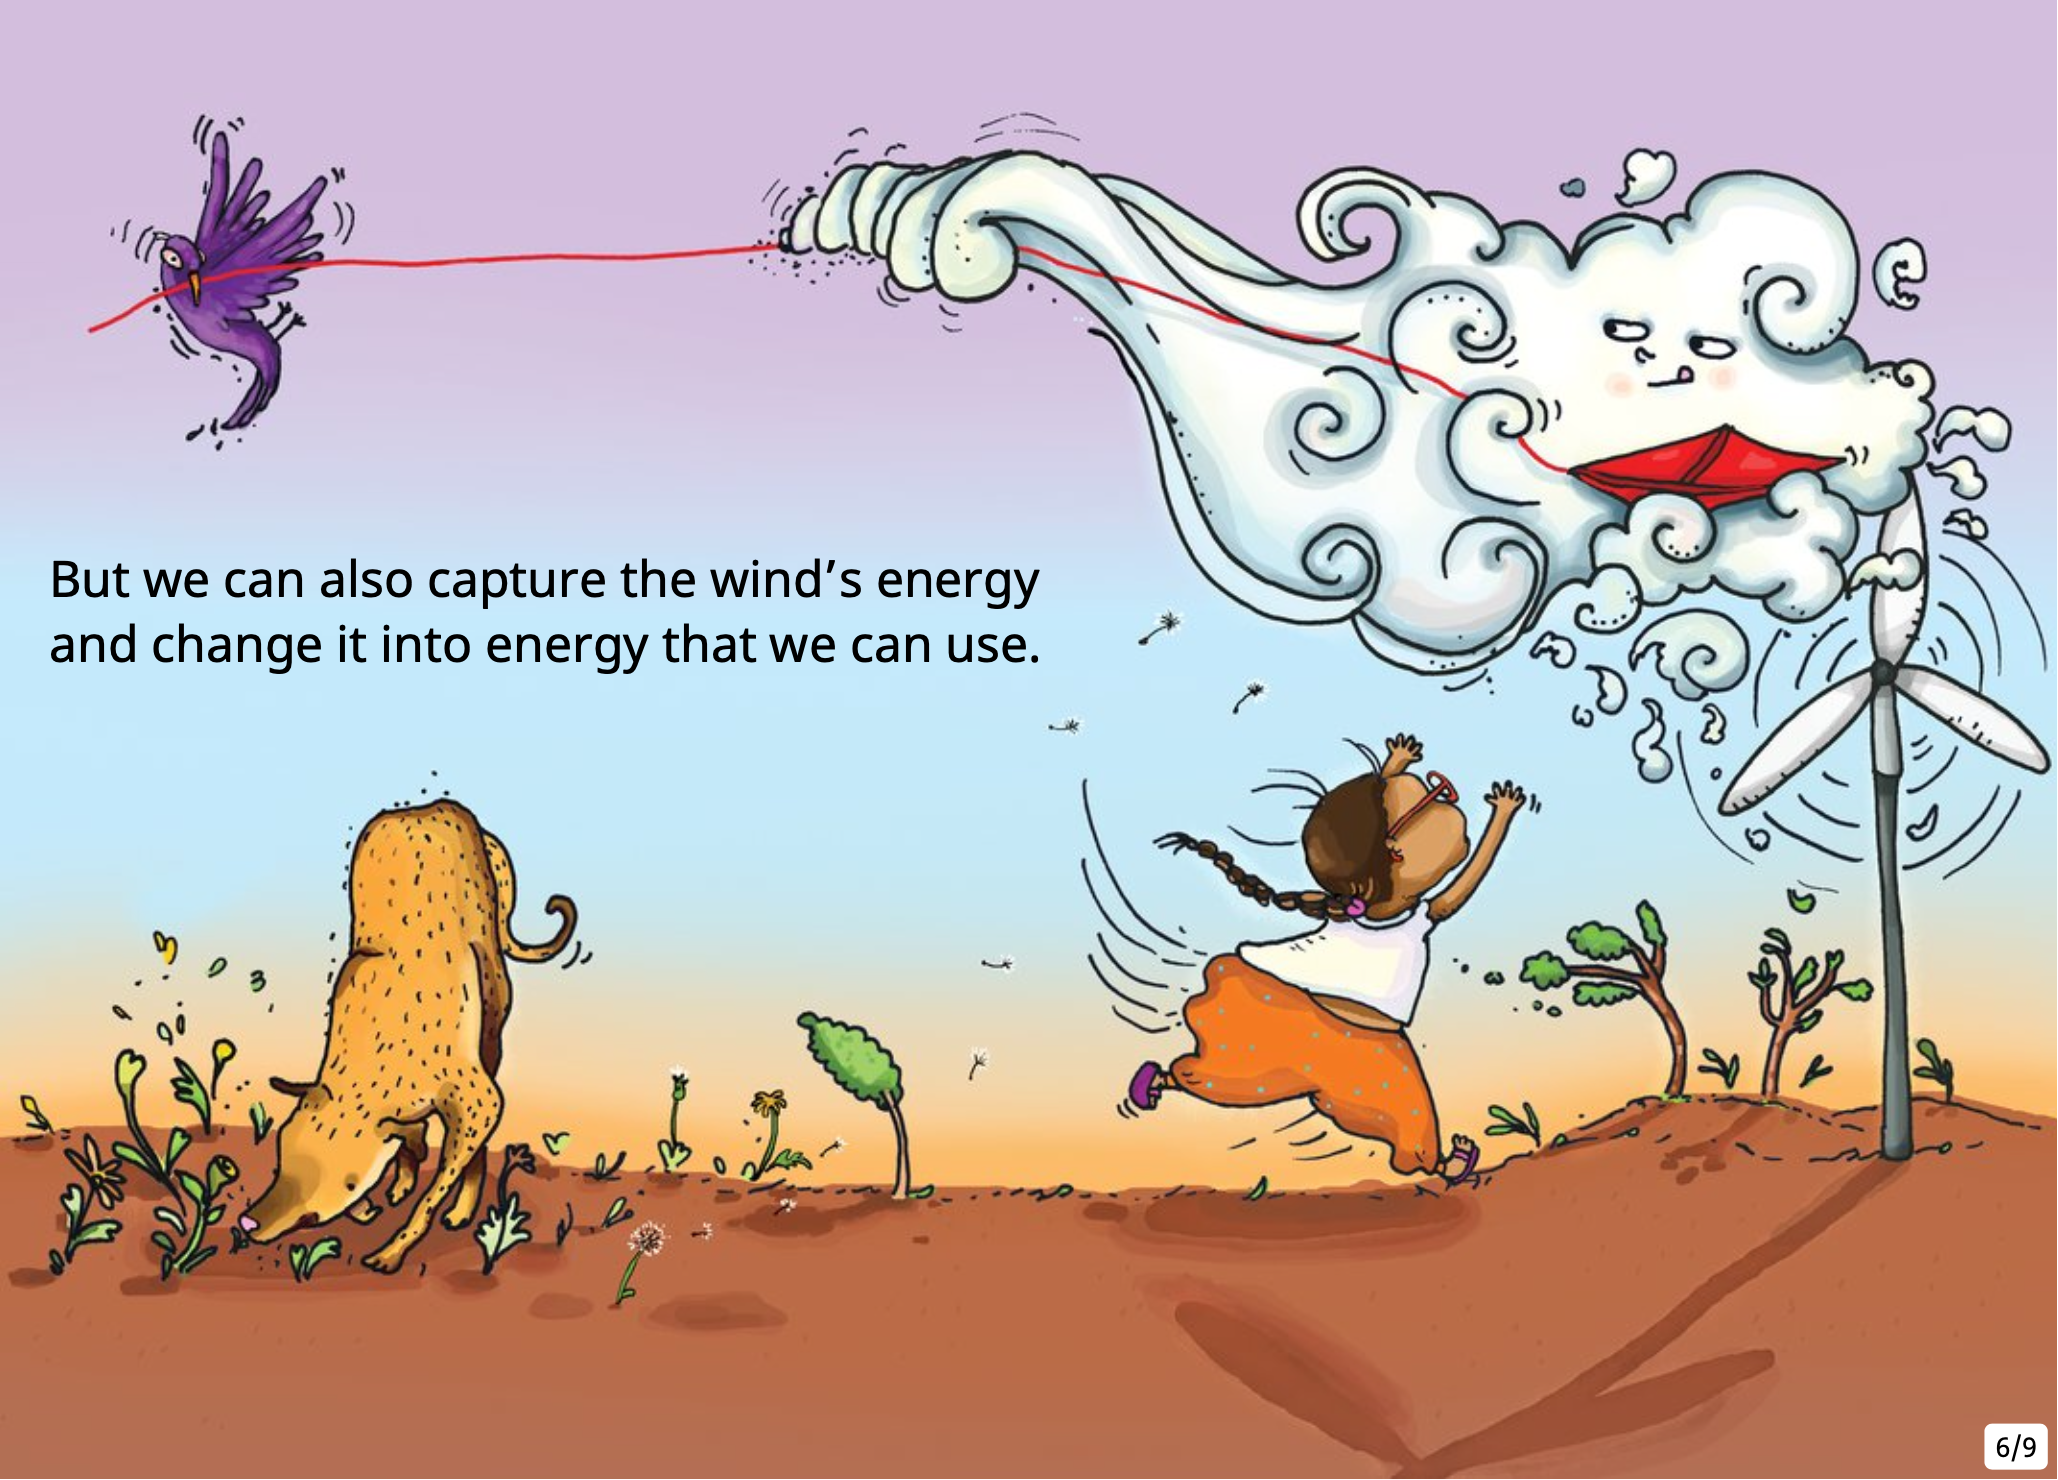 But we can also capture the wind’s energy
and change it into energy that we can use.
6/9